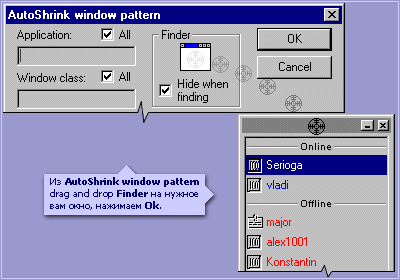 AutoShrink window pattern
Application: All
Finder
OK
Window class: All
Cancel
Hide when
finding
Online
Serioga
vladi
Offline
major
alex1001
Konstantin
Из AutoShrink window pattern
drag and drop Finder на нужное
вам окно, нажимаем Ok.